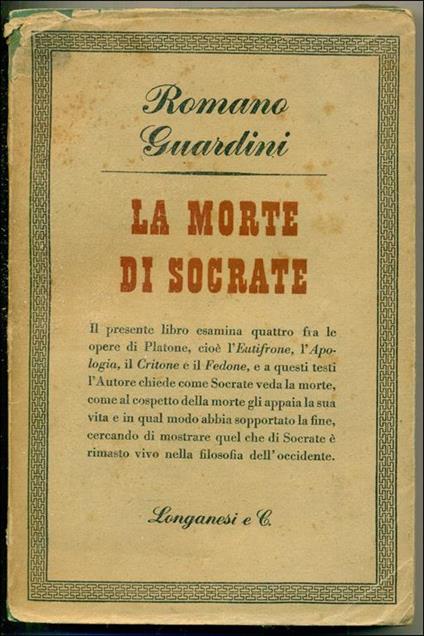 Romano
Guardini
LA MORTE
DI SOCRATE
Il presente libro esamina quattro fra le
opere di Platone, cioè l'Eutifrone, l'Apo-
logia, il Critone e il Fedone, e a questi testi
l'Autore chiede come Socrate veda la morte,
come al cospetto della morte gli appaia la sua
vita e in qual modo abbia sopportato la fine,
cercando di mostrare quel che di Socrate è
rimasto vivo nella filosofia dell'occidente.
Longanesi e C.